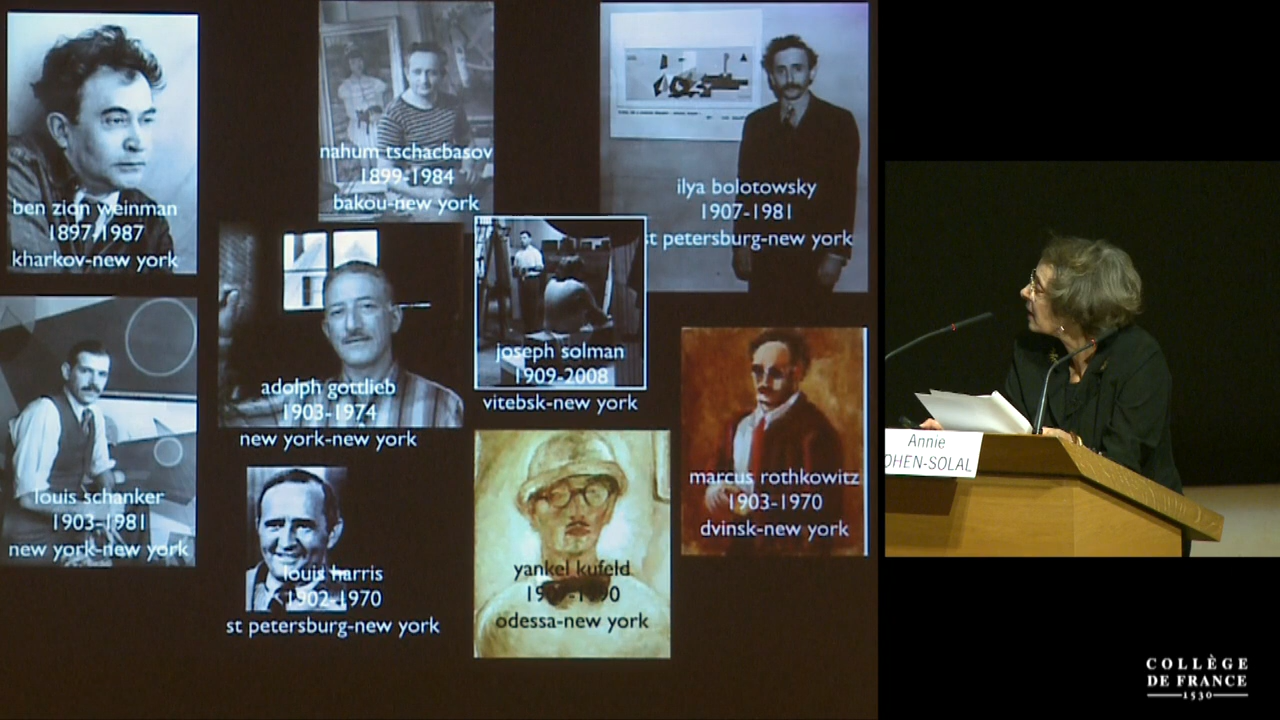 ben zion weinman
1897-1987
kharkov-new york
nahum tschacbasov
1899-1984
bakou-new york
ilya bolotowsky
1907-1981
st petersburg-new york
adolph gottlieb
1903-1974
new york-new york
joseph solman
1909-2008
vitebsk-new york
louis schanker
1903-1981
new york-new york
louis harris
1902-1970
st petersburg-new york
yankel kufeld
odessa-new york
marcus rothkowitz
1903-1970
dvinsk-new york
Annie
OHEN-SOLAL
COLLÈGE
DE FRANCE
1530